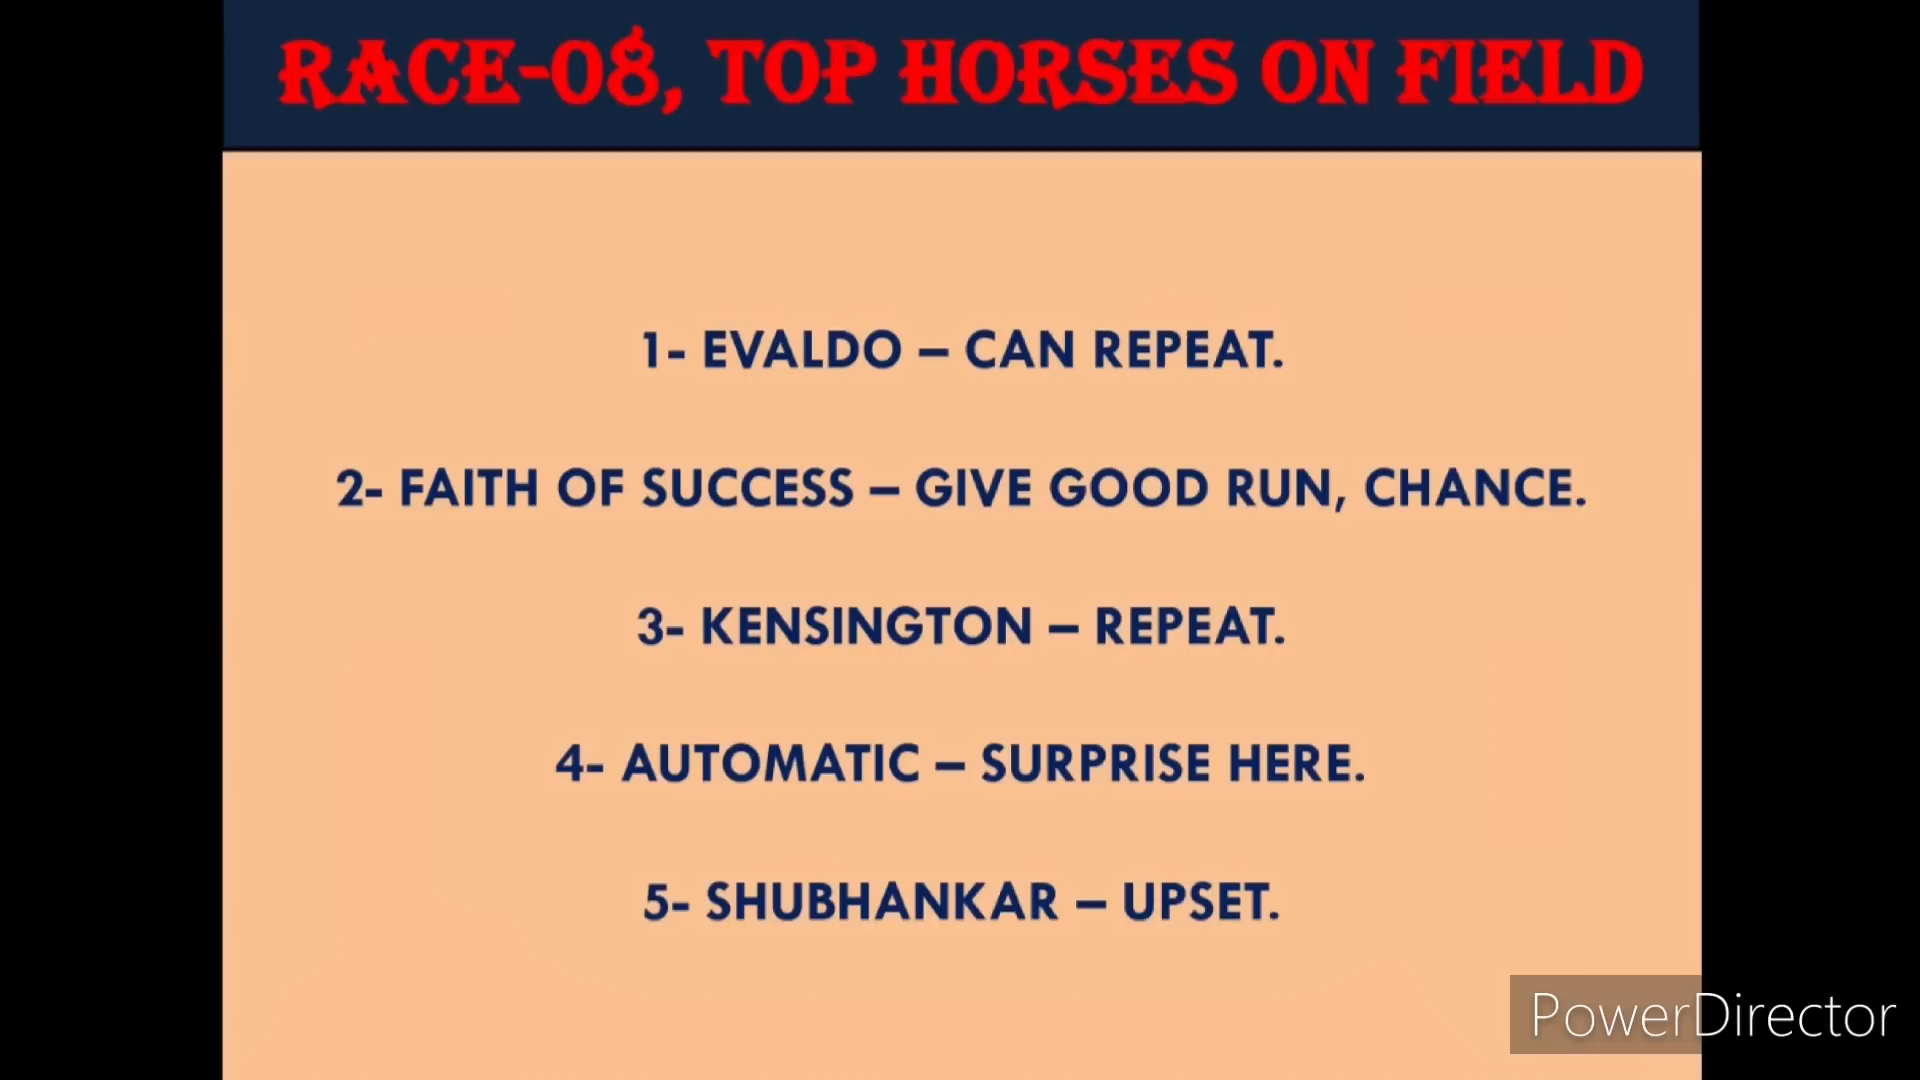 RACE-08, TOP HORSES ON FIELD
1- EVALDO – CAN REPEAT.
2- FAITH OF SUCCESS – GIVE GOOD RUN, CHANCE.
3- KENSINGTON – REPEAT.
4- AUTOMATIC – SURPRISE HERE.
5- SHUBHANKAR – UPSET.
PowerDirector